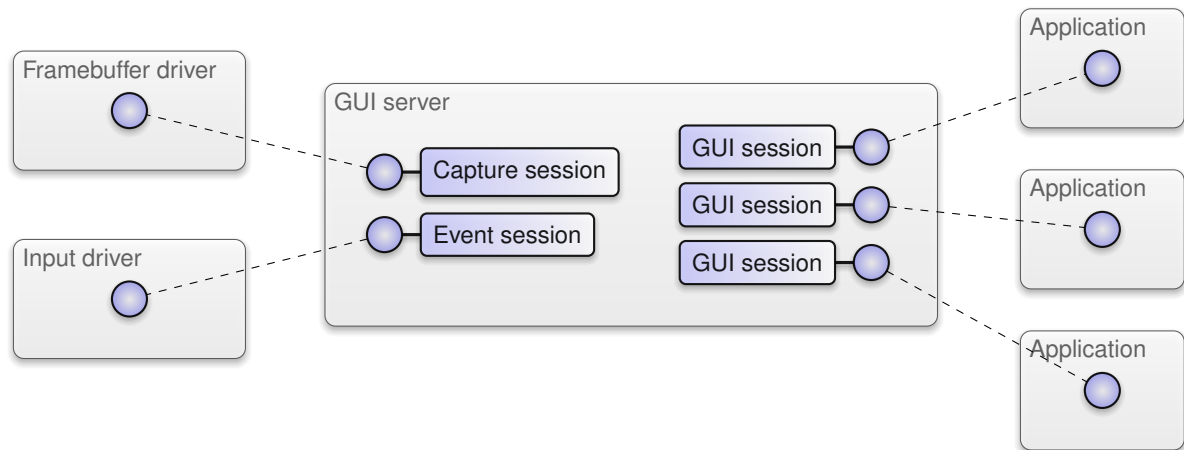 Framebuffer driver
Input driver
GUI server
Capture session
Event session
GUI session
GUI session
GUI session
Application
Application
Application